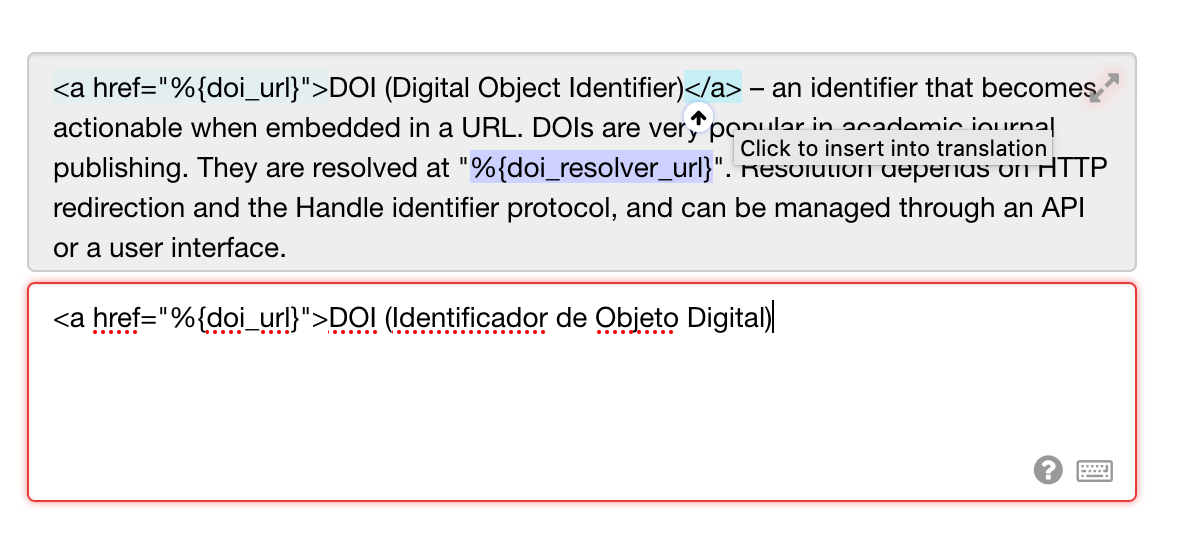 <a href="%{doi_url}">DOI (Digital Object Identifier)</a> – an identifier that becomes
actionable when embedded in a URL. DOIs are very popular in academic journal
Click to insert into translation
publishing. They are resolved at "%{doi_resolver_url}". Resolution depends on HTTP
redirection and the Handle identifier protocol, and can be managed through an API
or a user interface.
<a href="%{doi_url}">DOI (Identificador de Objeto Digital)
?